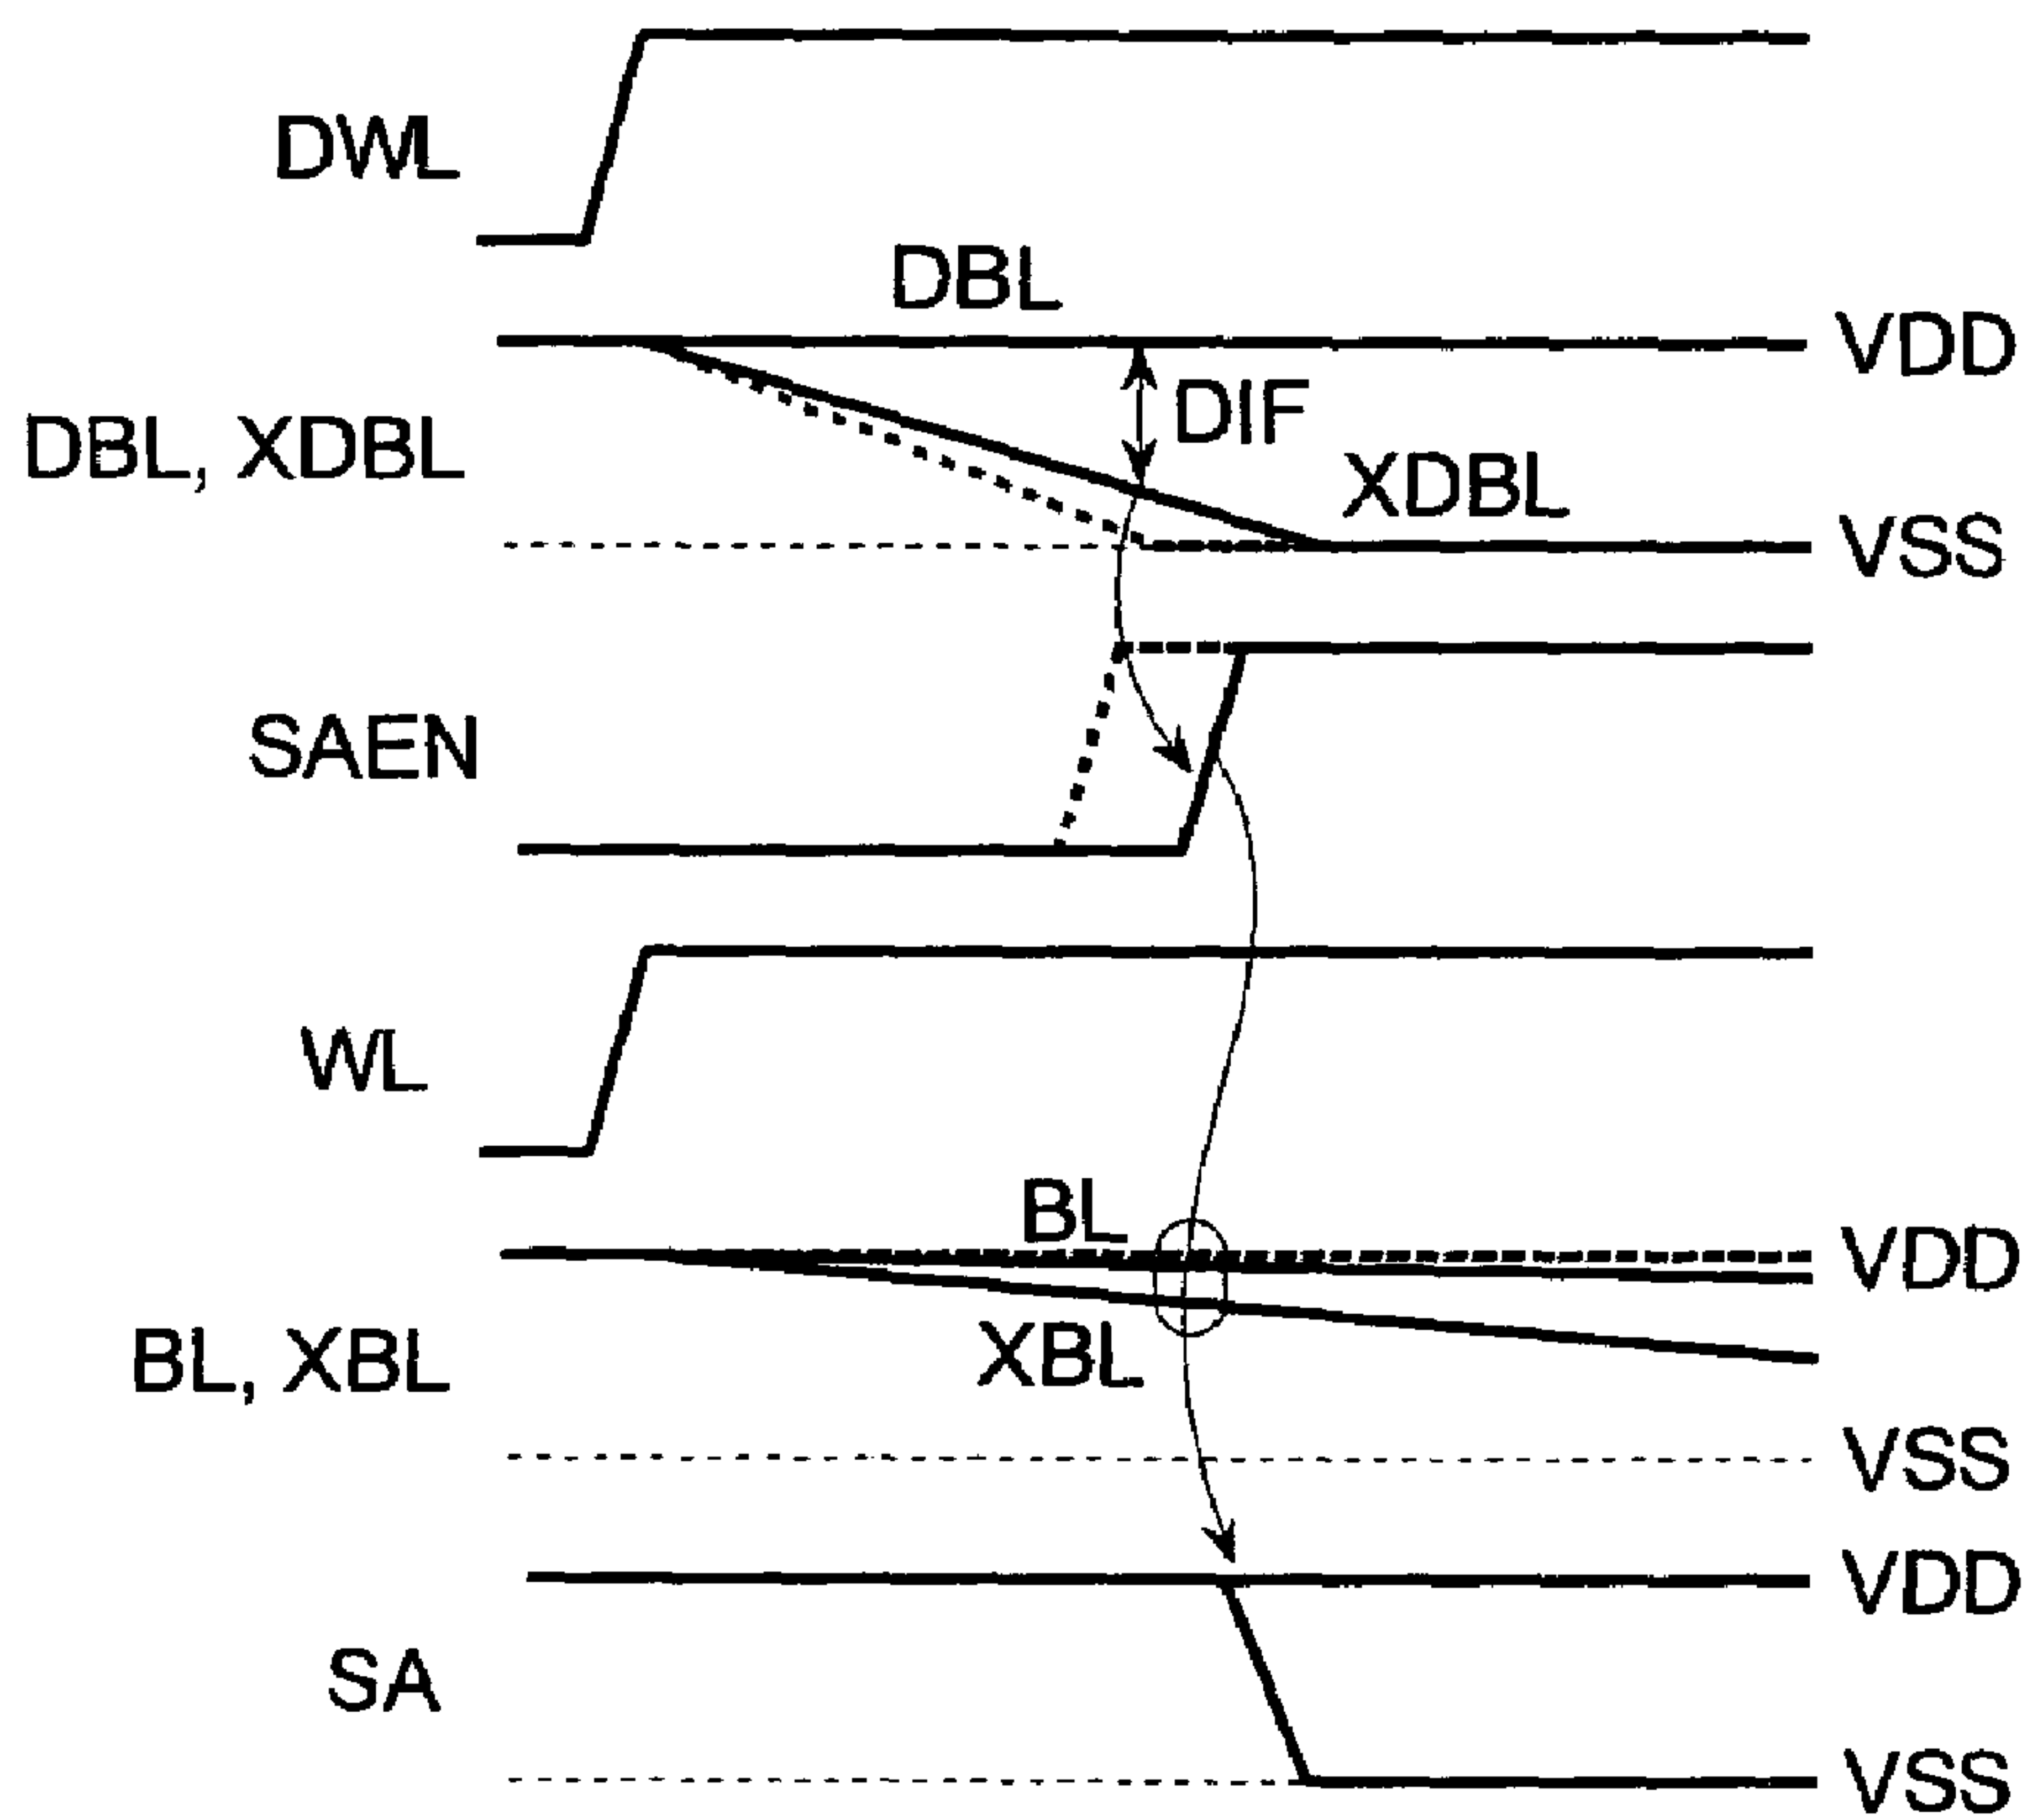 DWL
DBL
VDD
DIF
DBL, XDBL
XDBL
VSS
SAEN
WL
BL
VDD
XBL
BL, XBL
VSS
VDD
SA
VSS